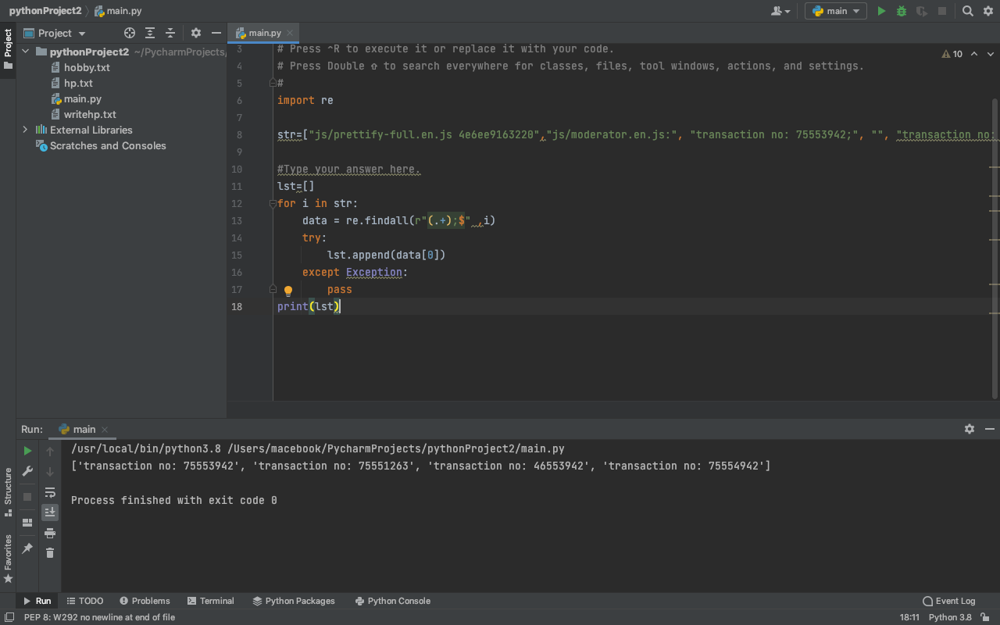 pythonProject2 main.py main
Project main.py
pythonProject2 ~/PycharmProjects/
hobby.txt
hp.txt
main.py
writehp.txt
External Libraries
Scratches and Consoles
Project
3 # Press ^R to execute it or replace it with your code.
4 # Press Double ⇧ to search everywhere for classes, files, tool windows, actions, and settings.
5 #
6 import re
7
8 str=["js/prettify-full.en.js 4e6ee9163220","js/moderator.en.js:", "transaction no: 75553942;", "", "transaction no:
9
10 #Type your answer here.
11 lst=[]
12 for i in str:
13 data = re.findall(r"(.+);$" ,i)
14 try:
15 lst.append(data[0])
16 except Exception:
17 pass
18 print(lst)
10
Run: main
/usr/local/bin/python3.8 /Users/macebook/PycharmProjects/pythonProject2/main.py
['transaction no: 75553942', 'transaction no: 75551263', 'transaction no: 46553942', 'transaction no: 75554942']
Process finished with exit code 0
Structure
Favorites
Run TODO Problems Terminal Python Packages Python Console Event Log
PEP 8: W292 no newline at end of file 18:11 Python 3.8